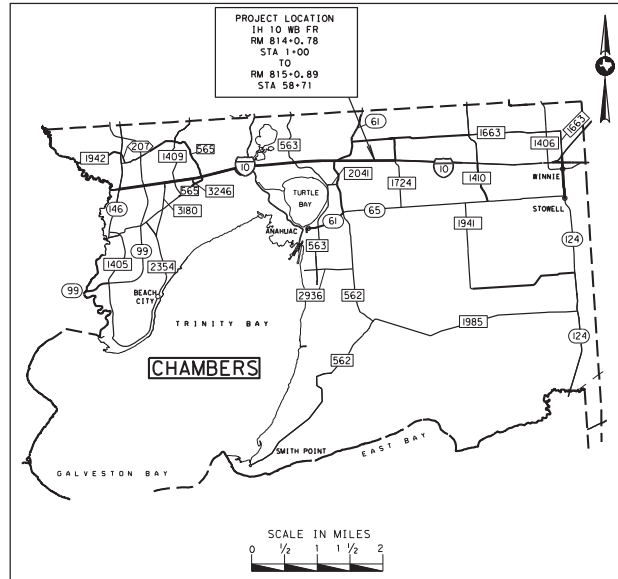 PROJECT LOCATION
IH 10 WB FR
RM 814+0.78
STA 1+00
TO
RM 815+0.89
STA 58+71
61
1663
1663
1406
207
565
563
1942
1409
10
2041
10
WINNIE
565
3246
TURTLE
BAY
1724
1410
146
3180
65
STOWELL
ANAHUAC
61
1941
99
563
124
1405
2354
99
BEACH
CITY
2936
562
TRINITY BAY
1985
124
CHAMBERS
562
SMITH POINT
EAST BAY
GALVESTON BAY
SCALE IN MILES
0 1/2 1 1 1/2 2